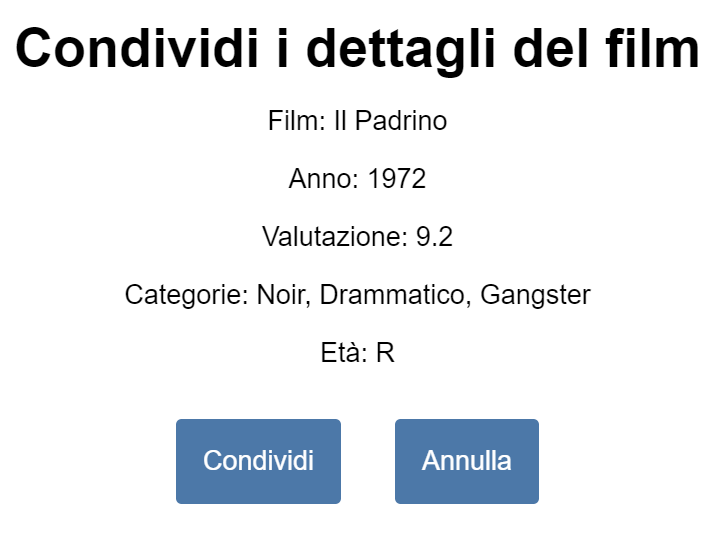 Condividi i dettagli del film
Film: Il Padrino
Anno: 1972
Valutazione: 9.2
Categorie: Noir, Drammatico, Gangster
Età: R
Condividi
Annulla